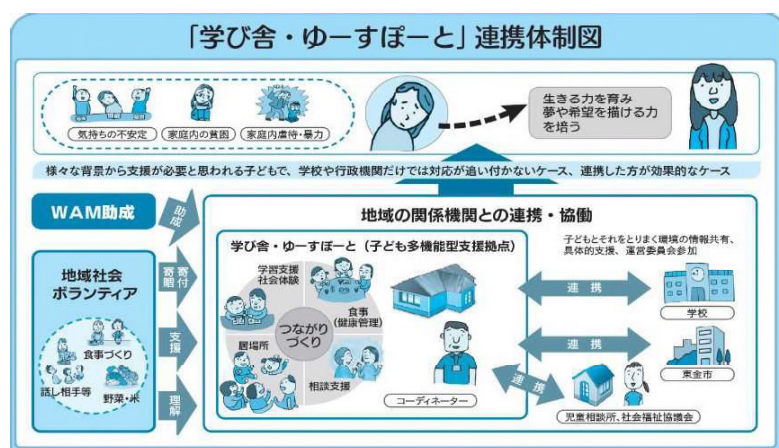 「学び舎・ゆーすぽーと」連携体制図
気持ちの不安定
家庭内の貧困
家庭内虐待・暴力
生きる力を育み
夢や希望を描ける力
を培う
様々な背景から支援が必要と思われる子どもで、学校や行政機関だけでは対応が追い付かないケース、連携した方が効果的なケース
WAM助成
助成
地域社会
ボランティア
食事づくり
話し相手等
野菜・米
寄付
寄贈
支援
理解
地域の関係機関との連携・協働
学び舎・ゆーすぽーと（子ども多機能型支援拠点）
学習支援
社会体験
食事
（健康管理）
居場所
つながり
づくり
相談支援
コーディネーター
子どもとそれをとりまく環境の情報共有、
具体的支援、運営委員会参加
連携
学校
連携
東金市
連携
児童相談所、社会福祉協議会